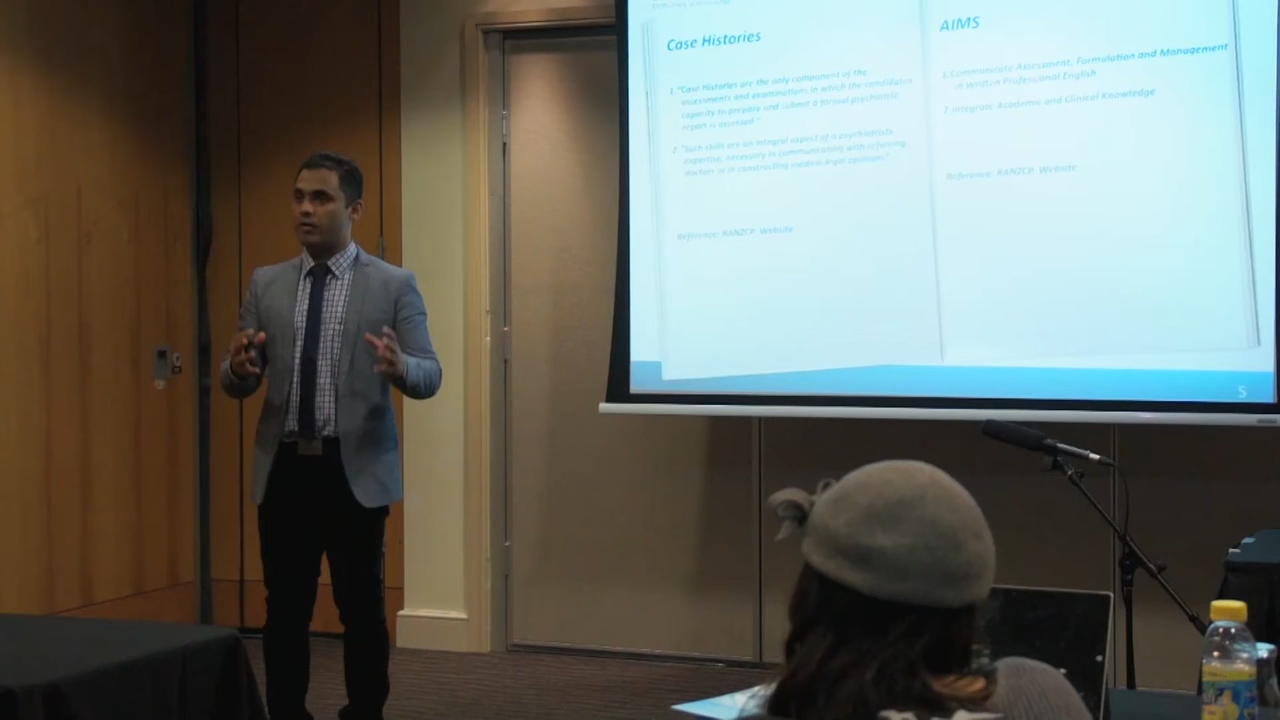 Case Histories
1 "Case Histories are the only component of the
assessments and examinations in which the candidates
capacity to prepare and submit a formal psychiatric
report is assessed "
2 "Such skills are an integral aspect of a psychiatrists
expertise, necessary in communicating with referring
doctors or in constructing medico-legal opinions"
Reference: RANZCP Website
AIMS
1.Communicate Assessment, Formulation and Management
in Written Professional English
2.Integrate Academic and Clinical Knowledge
Reference: RANZCP Website
5